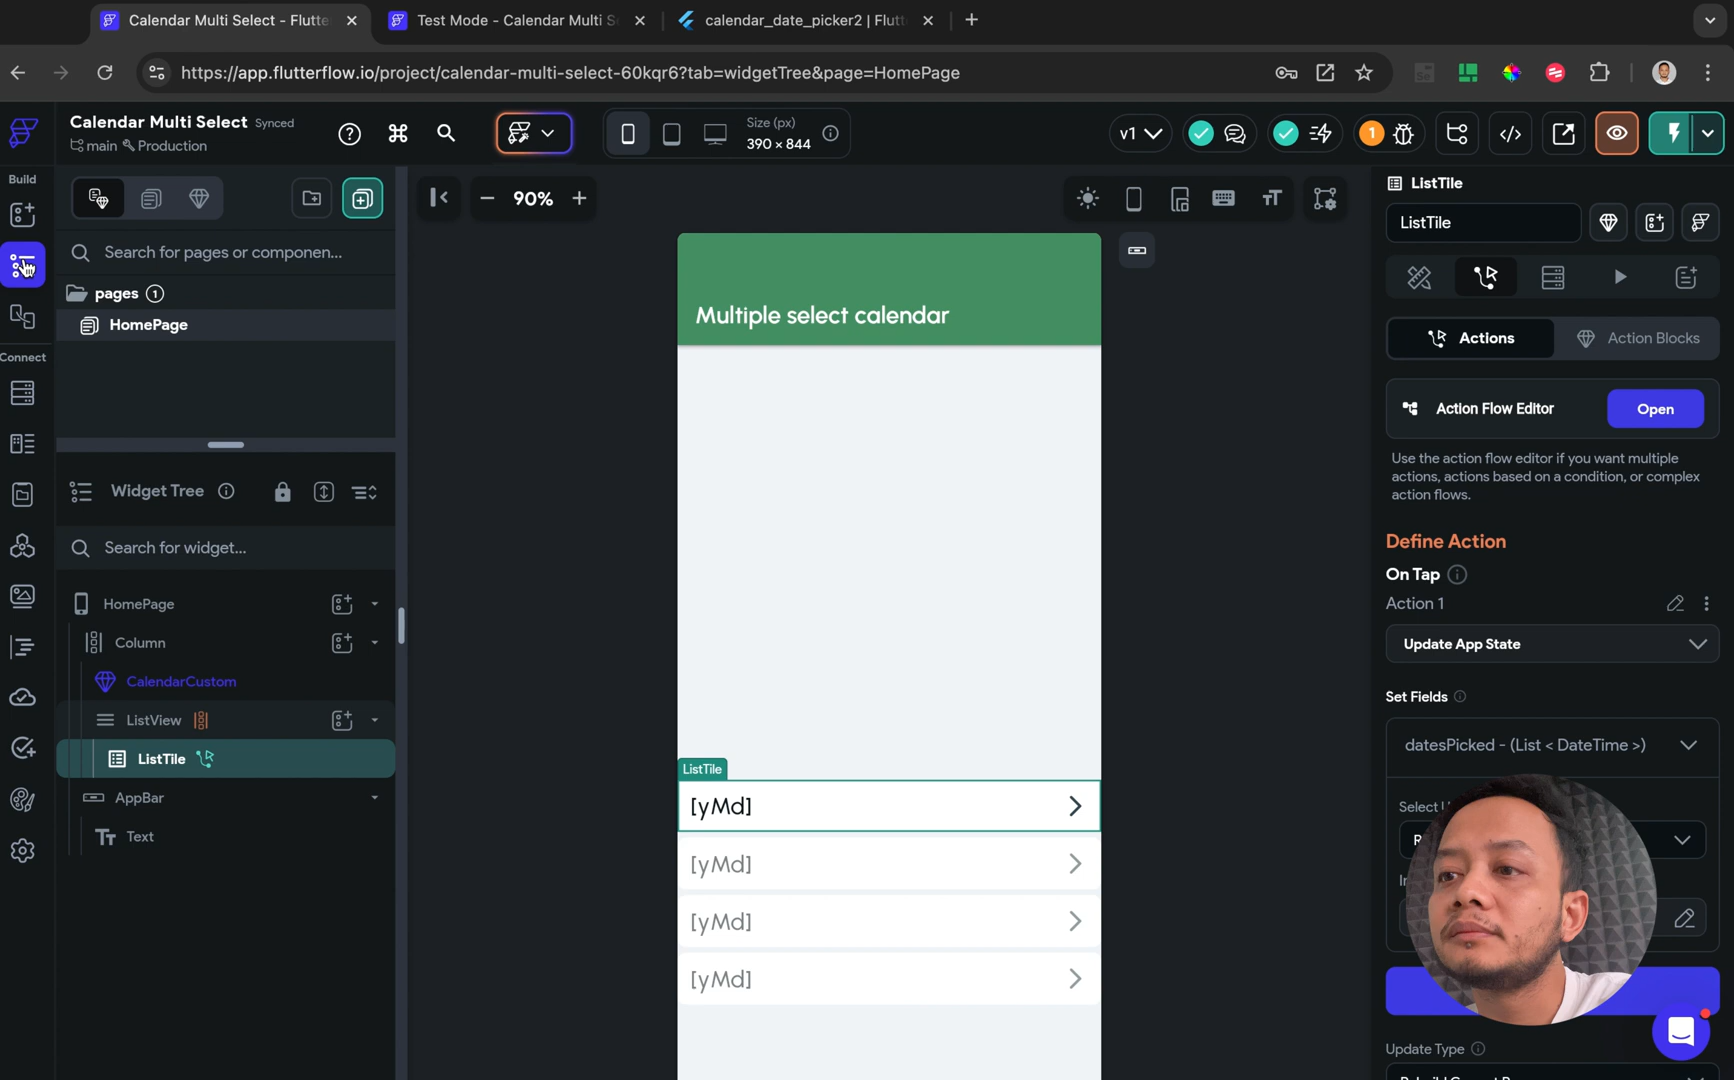 Calendar Multi Select - Flutte
Test Mode - Calendar Multi S
calendar_date_picker2 | Flutt
https://app.flutterflow.io/project/calendar-multi-select-60kqr6?tab=widgetTree&page=HomePage
Calendar Multi Select Synced
main Production
Size (px)
390 × 844
v1
1
Build
Connect
Search for pages or componen...
pages 1
HomePage
Widget Tree
Search for widget...
HomePage
Column
CalendarCustom
ListView
ListTile
AppBar
Text
90%
Multiple select calendar
ListTile
[yMd]
[yMd]
[yMd]
[yMd]
ListTile
ListTile
Actions
Action Blocks
Action Flow Editor
Open
Use the action flow editor if you want multiple
actions, actions based on a condition, or complex
action flows.
Define Action
On Tap
Action 1
Update App State
Set Fields
datesPicked - (List < DateTime >)
Select
Update Type